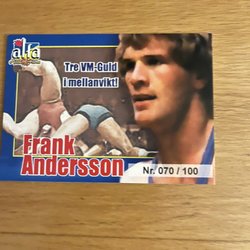 alfa
Tre VM-Guld
i mellanvikt!
Frank
Andersson
Nr. 070 / 100